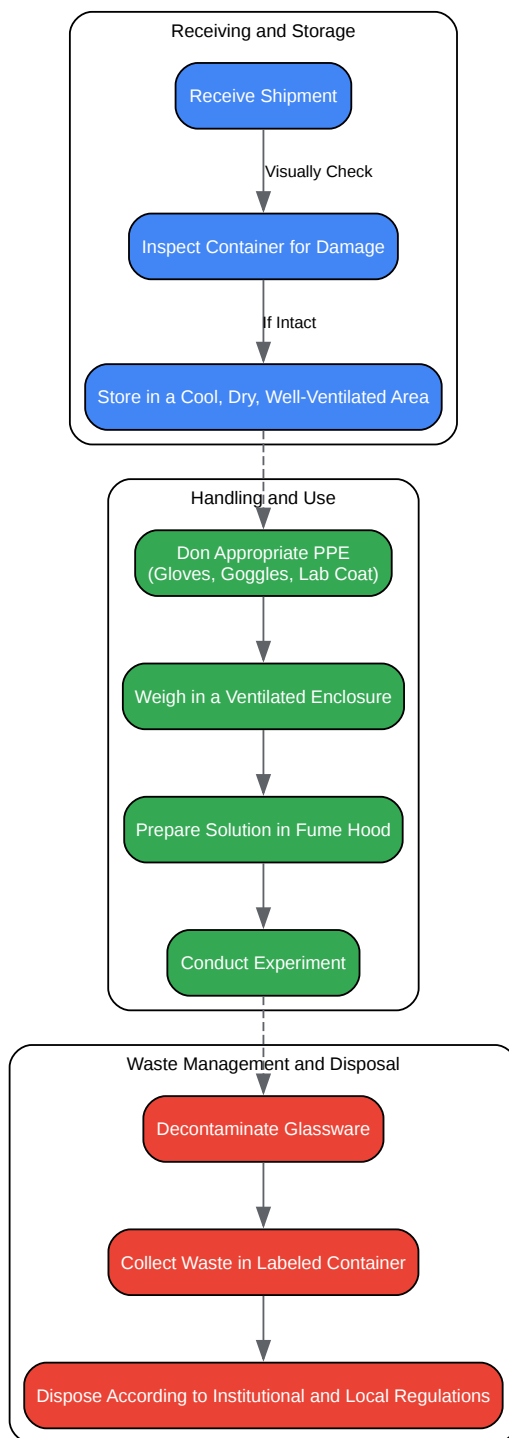 Receiving and Storage
Receive Shipment
Visually Check
Inspect Container for Damage
If Intact
Store in a Cool, Dry, Well-Ventilated Area
Handling and Use
Don Appropriate PPE
(Gloves, Goggles, Lab Coat)
Weigh in a Ventilated Enclosure
Prepare Solution in Fume Hood
Conduct Experiment
Waste Management and Disposal
Decontaminate Glassware
Collect Waste in Labeled Container
Dispose According to Institutional and Local Regulations